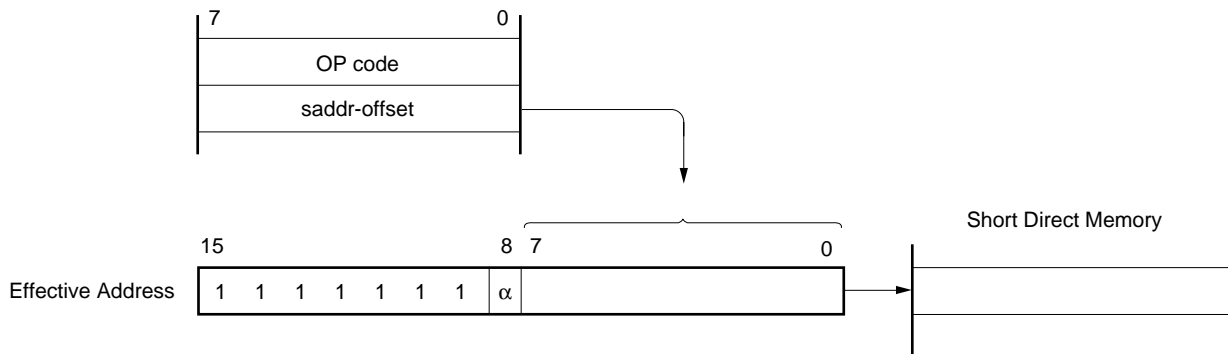 7 0
OP code
saddr-offset
Short Direct Memory
15 8 7 0
Effective Address 1 1 1 1 1 1 1 α